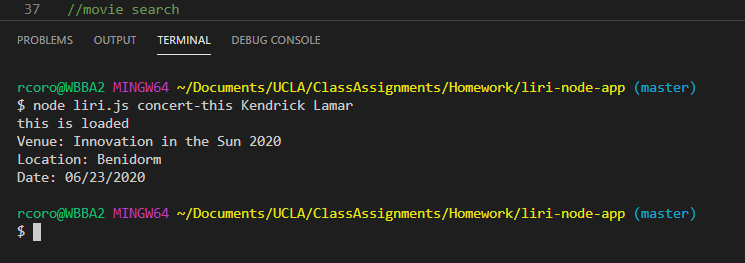 37 //movie search
PROBLEMS OUTPUT TERMINAL DEBUG CONSOLE
rcoro@WBBA2 MINGW64 ~/Documents/UCLA/ClassAssignments/Homework/liri-node-app (master)
$ node liri.js concert-this Kendrick Lamar
this is loaded
Venue: Innovation in the Sun 2020
Location: Benidorm
Date: 06/23/2020
rcoro@WBBA2 MINGW64 ~/Documents/UCLA/ClassAssignments/Homework/liri-node-app (master)
$